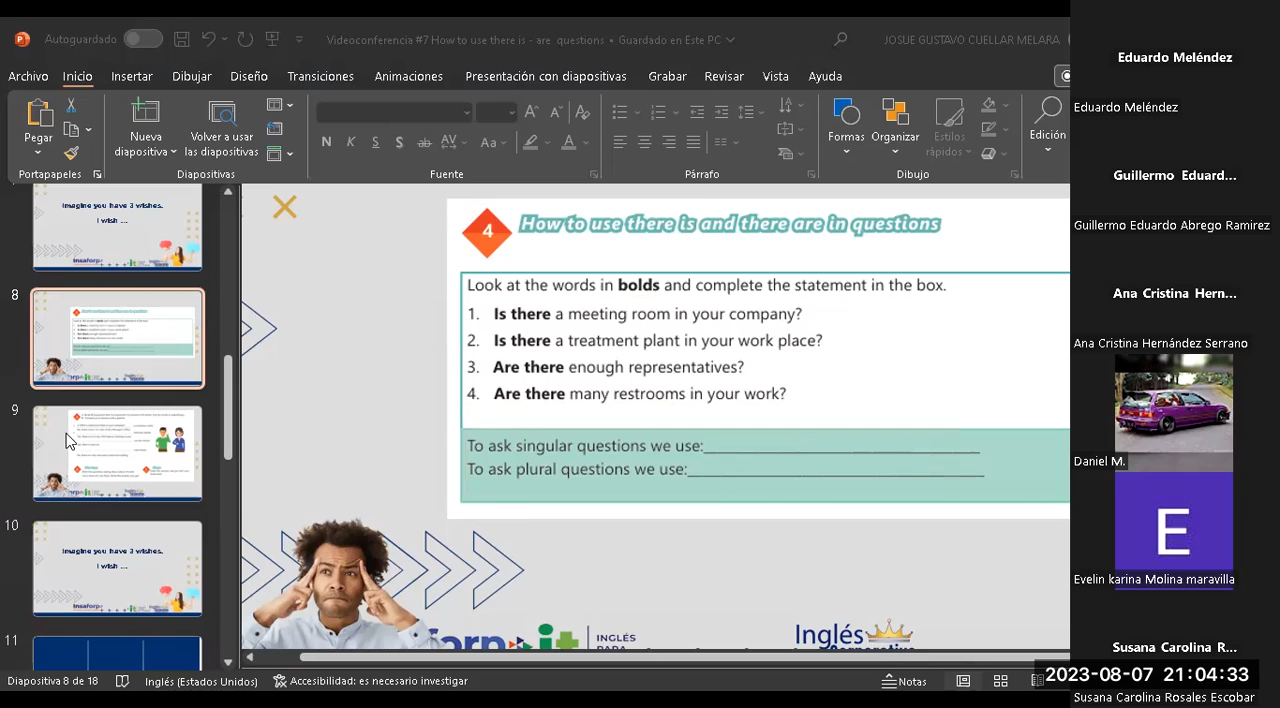 Autoguardado
Videoconferencia #7 How to use there is - are questions • Guardado en Este PC
JOSUE GUSTAVO CUELLAR MELARA
Archivo Inicio Insertar Dibujar Diseño Transiciones Animaciones Presentación con diapositivas Grabar Revisar Vista Ayuda
Pegar
Nueva diapositiva
Volver a usar las diapositivas
N K S S ab AV Aa A
Formas
Organizar
Estilos rápidos
Edición
Portapapeles Diapositivas Fuente Párrafo Dibujo
Imagine you have 3 wishes.
I wish ...
8
9
10
Imagine you have 3 wishes.
I wish ...
Insaforp
11
4
How to use there is and there are in questions
Look at the words in bolds and complete the statement in the box.
1. Is there a meeting room in your company?
2. Is there a treatment plant in your work place?
3. Are there enough representatives?
4. Are there many restrooms in your work?
To ask singular questions we use:
To ask plural questions we use:
INGLÉS
Inglés
Diapositiva 8 de 18
Inglés (Estados Unidos)
Accesibilidad: es necesario investigar
Notas
Eduardo Meléndez
Eduardo Meléndez
Guillermo Eduard...
Guillermo Eduardo Abrego Ramirez
Ana Cristina Hern...
Ana Cristina Hernández Serrano
Daniel M.
E
Evelin karina Molina maravilla
Susana Carolina R...
2023-08-07 21:04:33
Susana Carolina Rosales Escobar